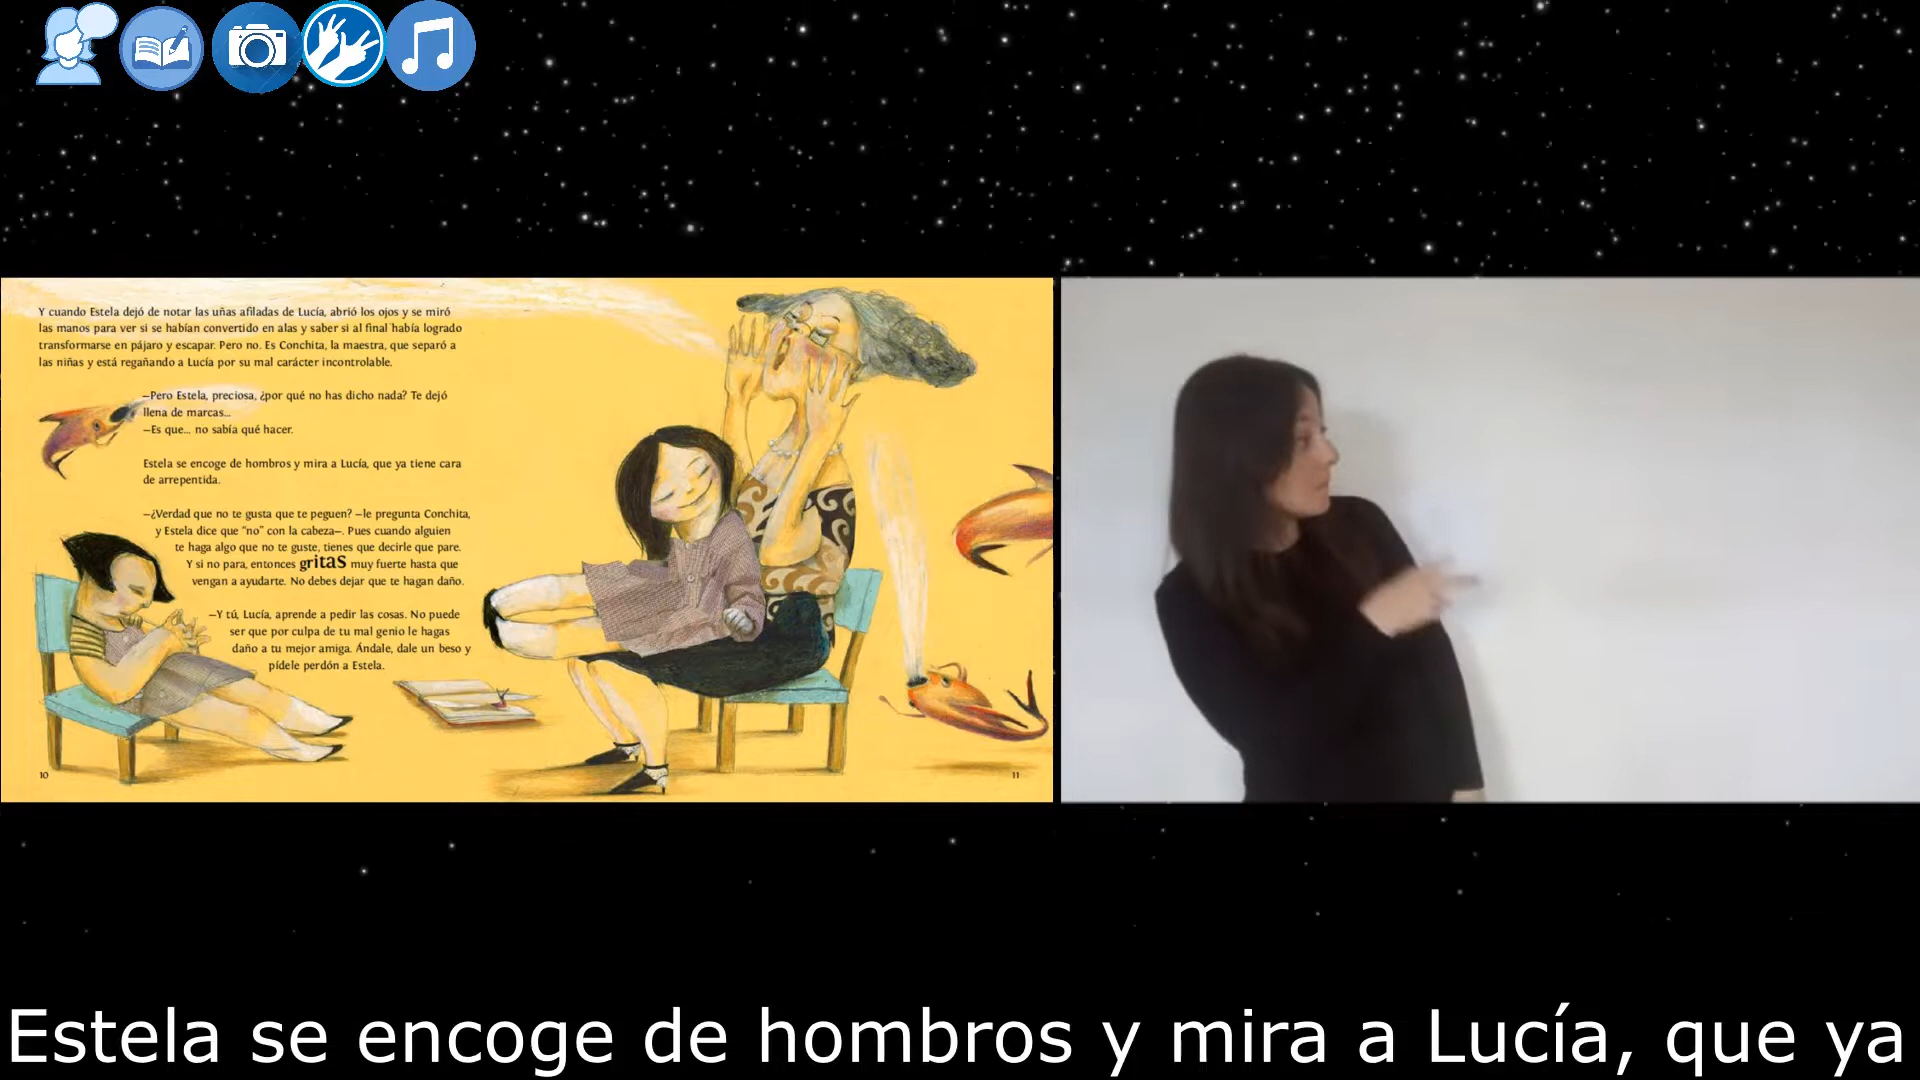 Y cuando Estela dejó de notar las uñas afiladas de Lucía, abrió los ojos y se miró
las manos para ver si se habían convertido en alas y saber si al final había logrado
transformarse en pájaro y escapar. Pero no. Es Conchita, la maestra, que separó a
las niñas y está regañando a Lucía por su mal carácter incontrolable.
—Pero Estela, preciosa, ¿por qué no has dicho nada? Te dejó
llena de marcas...
—Es que... no sabía qué hacer.
Estela se encoge de hombros y mira a Lucía, que ya tiene cara
de arrepentida.
—¿Verdad que no te gusta que te peguen? —le pregunta Conchita,
y Estela dice que “no” con la cabeza—. Pues cuando alguien
te haga algo que no te guste, tienes que decirle que pare.
Y si no para, entonces gritas muy fuerte hasta que
vengan a ayudarte. No debes dejar que te hagan daño.
—Y tú, Lucía, aprende a pedir las cosas. No puede
ser que por culpa de tu mal genio le hagas
daño a tu mejor amiga. Ándale, dale un beso y
pídele perdón a Estela.
10
11
Estela se encoge de hombros y mira a Lucía, que ya